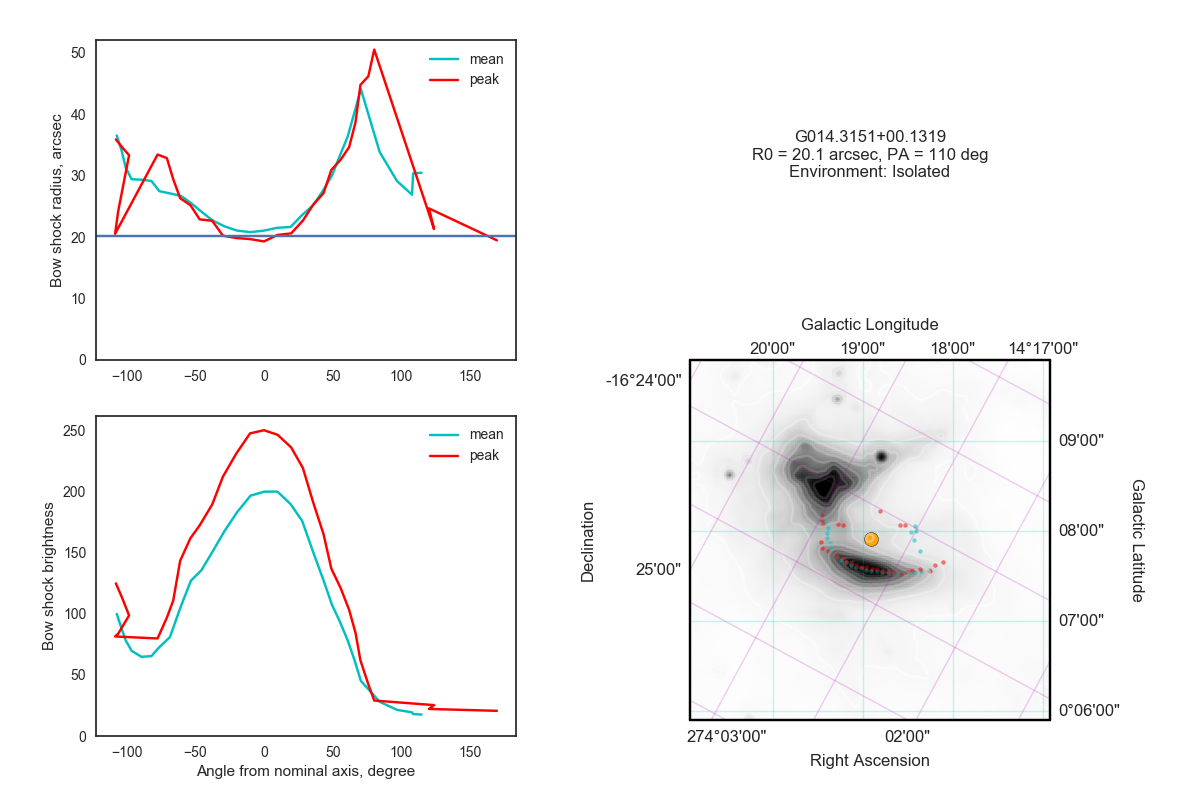 50
40
30
20
10
0
Bow shock radius, arcsec
mean
peak
−100
−50
0
50
100
150
250
200
150
100
50
0
Bow shock brightness
mean
peak
−100
−50
0
50
100
150
Angle from nominal axis, degree
G014.3151+00.1319
R0 = 20.1 arcsec, PA = 110 deg
Environment: Isolated
Galactic Longitude
20'00" 19'00" 18'00" 14°17'00"
-16°24'00"
25'00"
Declination
09'00"
08'00"
07'00"
0°06'00"
Galactic Latitude
274°03'00" 02'00"
Right Ascension